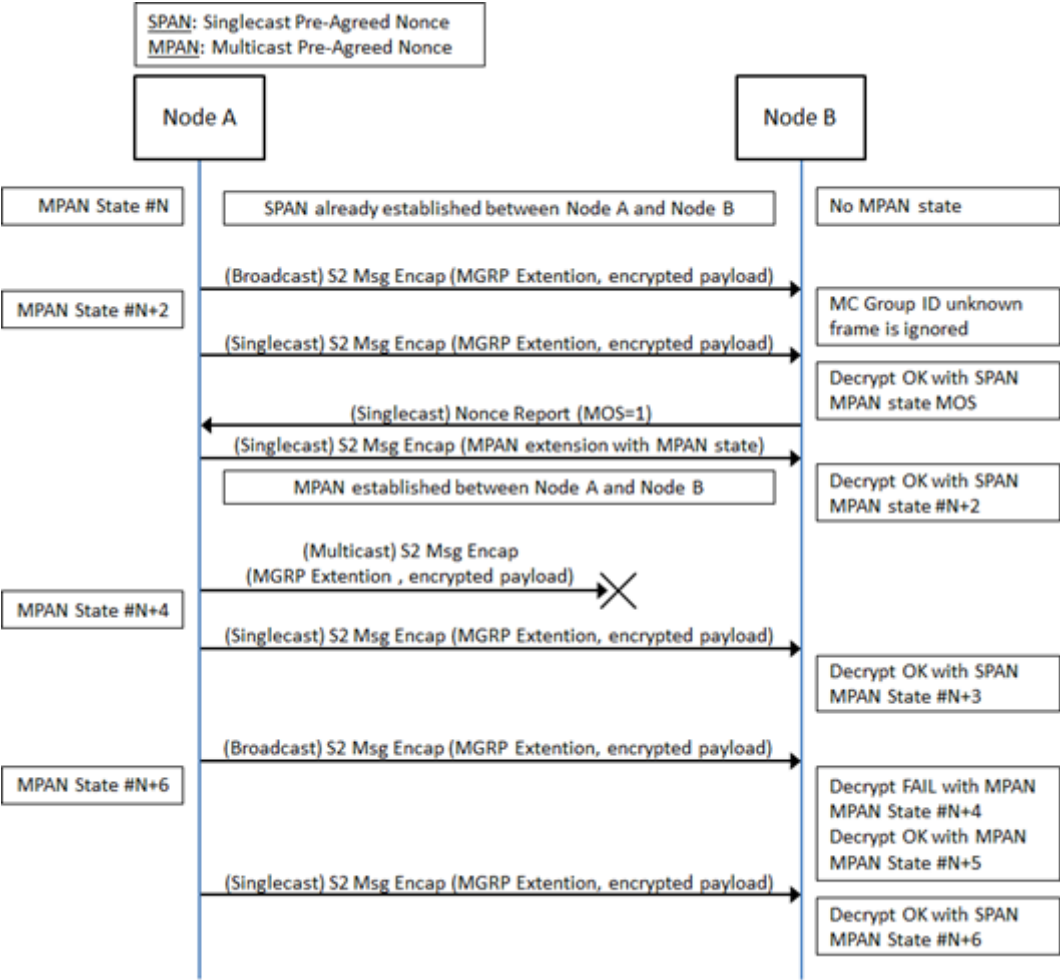 SPAN: Singlecast Pre-Agreed Nonce
MPAN: Multicast Pre-Agreed Nonce
Node A
Node B
MPAN State #N
SPAN already established between Node A and Node B
No MPAN state
(Broadcast) S2 Msg Encap (MGRP Extention, encrypted payload)
MPAN State #N+2
MC Group ID unknown
frame is ignored
(Singlecast) S2 Msg Encap (MGRP Extention, encrypted payload)
Decrypt OK with SPAN
MPAN state MOS
(Singlecast) Nonce Report (MOS=1)
(Singlecast) S2 Msg Encap (MPAN extension with MPAN state)
MPAN established between Node A and Node B
Decrypt OK with SPAN
MPAN state #N+2
(Multicast) S2 Msg Encap
(MGRP Extention , encrypted payload)
MPAN State #N+4
(Singlecast) S2 Msg Encap (MGRP Extention, encrypted payload)
Decrypt OK with SPAN
MPAN State #N+3
(Broadcast) S2 Msg Encap (MGRP Extention, encrypted payload)
MPAN State #N+6
Decrypt FAIL with MPAN
MPAN State #N+4
Decrypt OK with MPAN
MPAN State #N+5
(Singlecast) S2 Msg Encap (MGRP Extention, encrypted payload)
Decrypt OK with SPAN
MPAN State #N+6